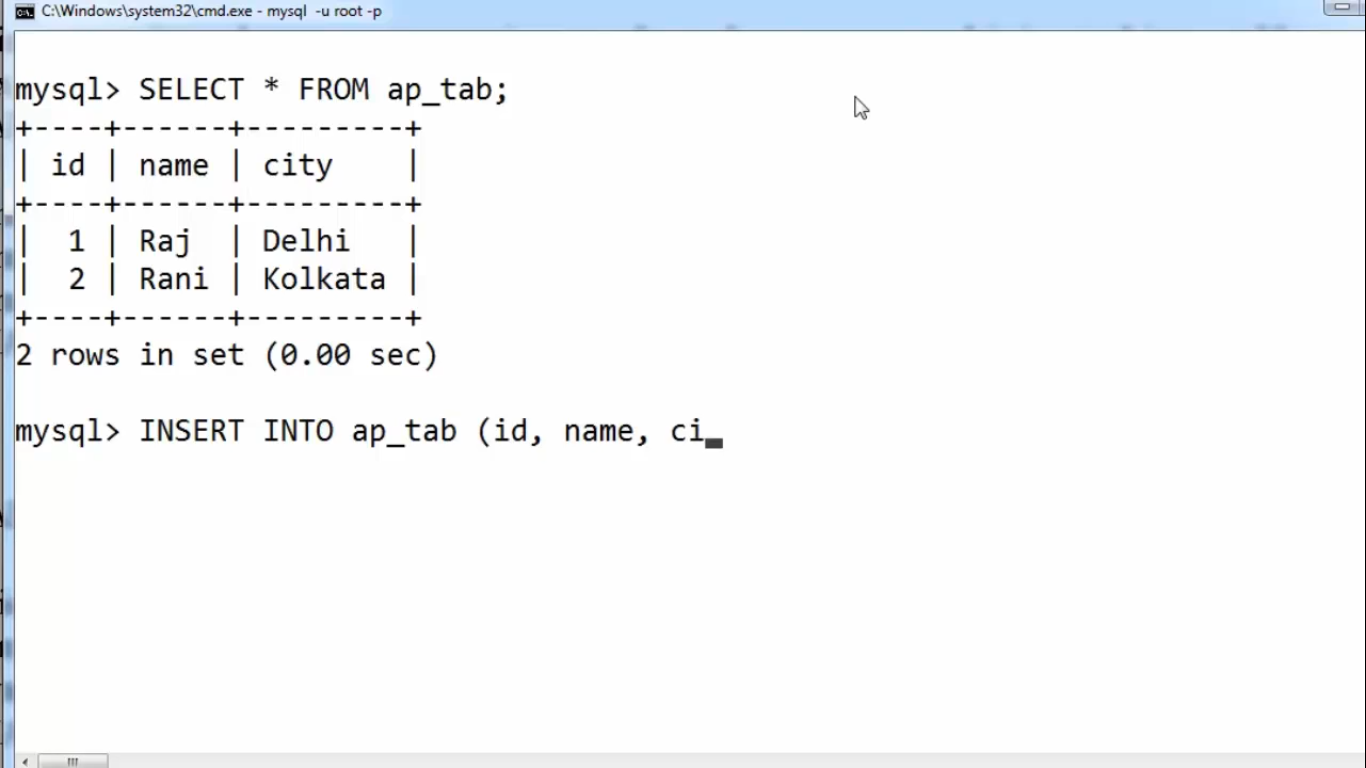 C:\Windows\system32\cmd.exe - mysql  -u root -p
mysql> SELECT * FROM ap_tab;
+----+------+---------+
| id | name | city    |
+----+------+---------+
|  1 | Raj  | Delhi   |
|  2 | Rani | Kolkata |
+----+------+---------+
2 rows in set (0.00 sec)
mysql> INSERT INTO ap_tab (id, name, ci_